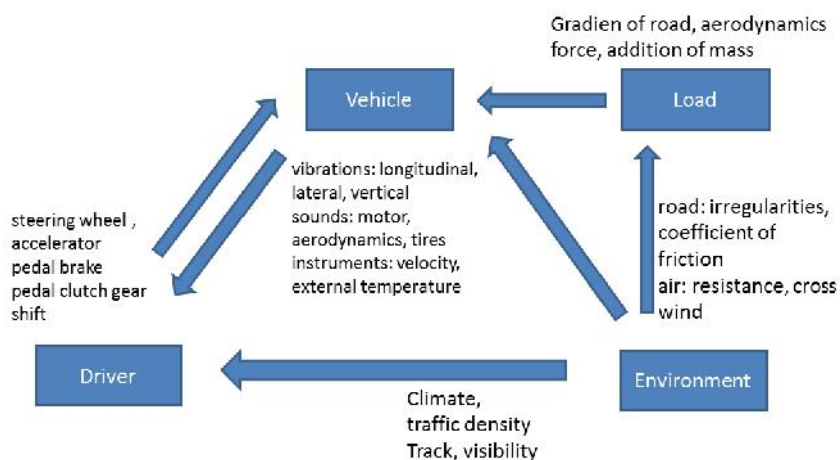 Gradien of road, aerodynamics
force, addition of mass
Vehicle
Load
vibrations: longitudinal,
lateral, vertical
sounds: motor,
aerodynamics, tires
instruments: velocity,
external temperature
steering wheel ,
accelerator
pedal brake
pedal clutch gear
shift
road: irregularities,
coefficient of
friction
air: resistance, cross
wind
Driver
Environment
Climate,
traffic density
Track, visibility